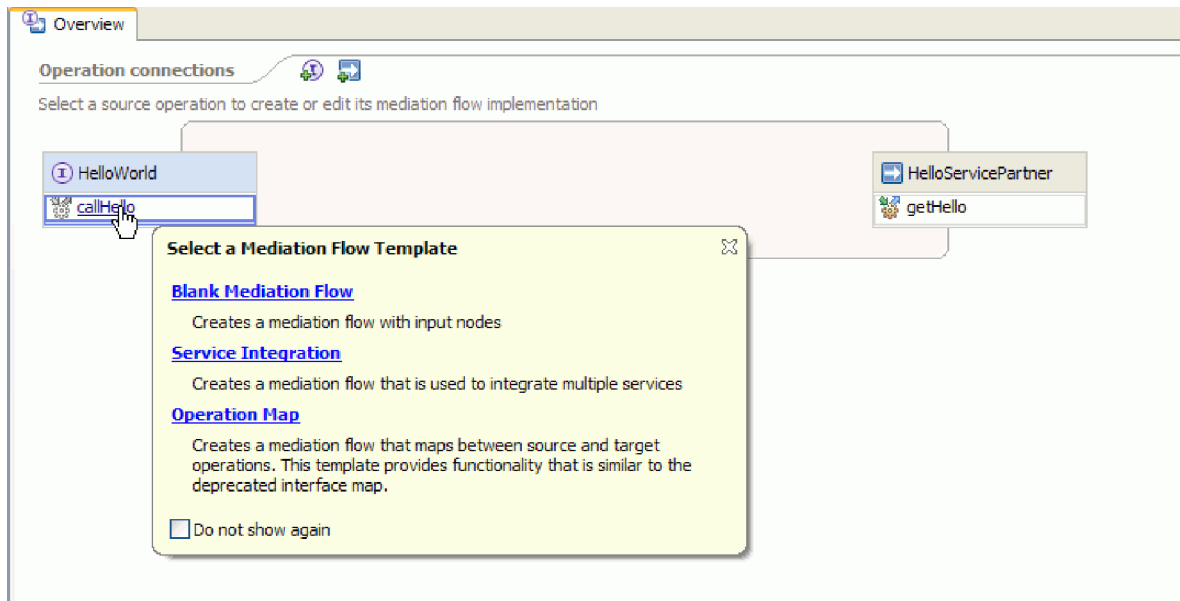 Overview
Operation connections
Select a source operation to create or edit its mediation flow implementation
HelloWorld
callHello
HelloServicePartner
getHello
Select a Mediation Flow Template
Blank Mediation Flow
Creates a mediation flow with input nodes
Service Integration
Creates a mediation flow that is used to integrate multiple services
Operation Map
Creates a mediation flow that maps between source and target
operations. This template provides functionality that is similar to the
deprecated interface map.
Do not show again